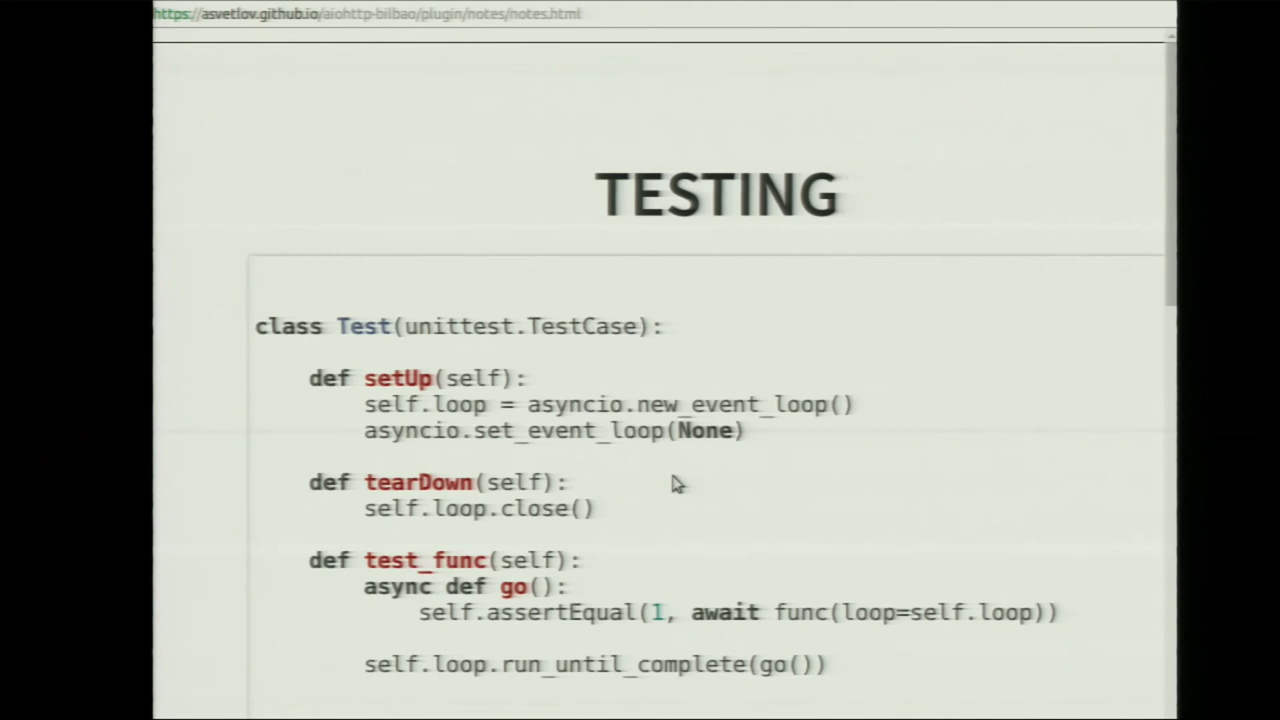 https://asvetlov.github.io/aiohttp-bilbao/plugin/notes/notes.html
TESTING
class Test(unittest.TestCase):
def setUp(self):
self.loop = asyncio.new_event_loop()
asyncio.set_event_loop(None)
def tearDown(self):
self.loop.close()
def test_func(self):
async def go():
self.assertEqual(1, await func(loop=self.loop))
self.loop.run_until_complete(go())